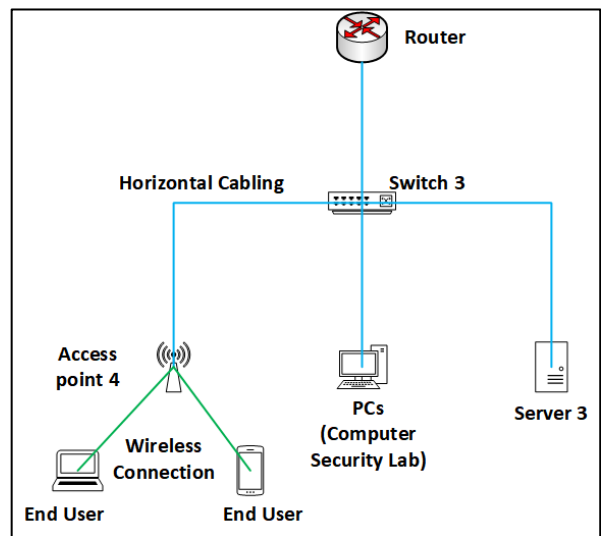 Router
Horizontal Cabling
Switch 3
Access
point 4
PCs
(Computer
Security Lab)
Server 3
Wireless
Connection
End User
End User